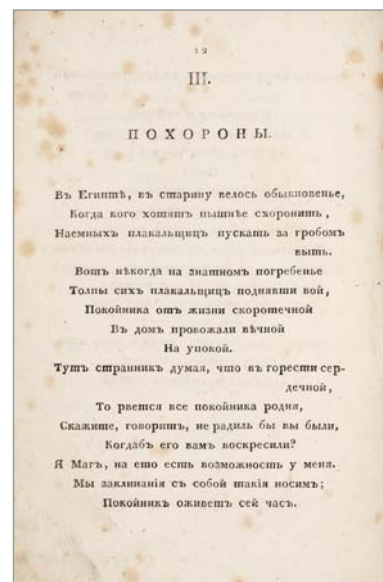 12
III.
ПОХОРОНЫ.
Въ Египтѣ, въ старину велось обыкновенье,
Когда кого хотятъ пышнѣе схоронить,
Наемныхъ плакальщицъ пускать за гробомъ
выть.
Вотъ нѣкогда на знатномъ погребенье
Толпы сихъ плакальщицъ поднявши вой,
Покойника отъ жизни скоротечной
Въ домъ провожали вѣчной
На упокой.
Тутъ странникъ думая, что въ горести сер-
дечной,
То рвется все покойника родня,
Скажите, говоритъ, не радыль бы вы были,
Когдабъ его вамъ воскресили?
Я Магъ, на ето есть возможность у меня.
Мы заклинанія съ собой такія носимъ;
Покойникъ оживетъ сей часъ.